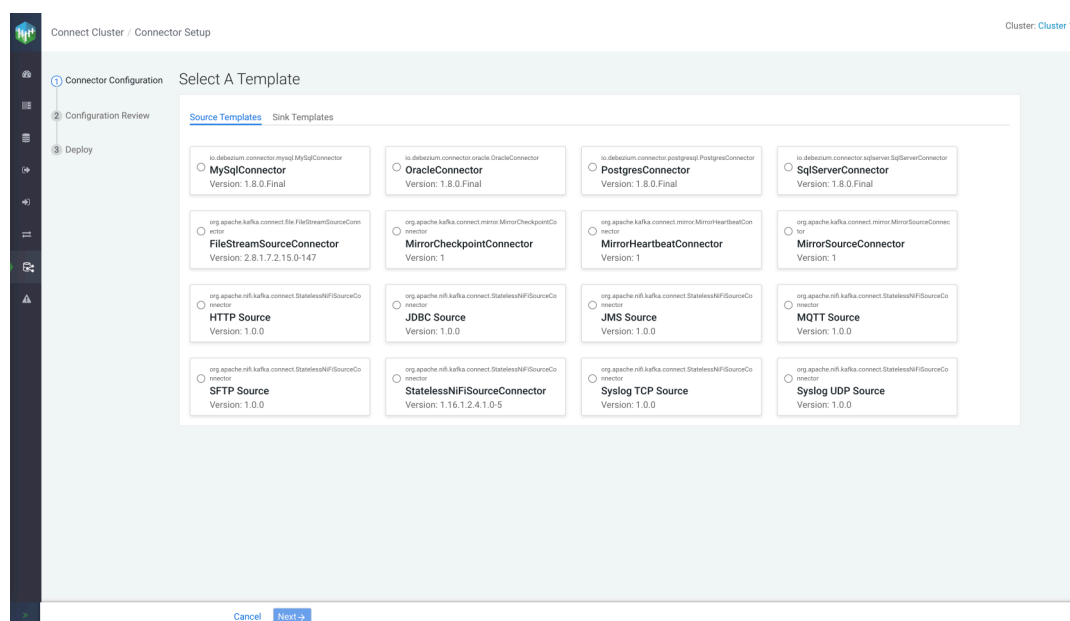 Connect Cluster / Connector Setup
Cluster: Cluster
1 Connector Configuration
2 Configuration Review
3 Deploy
Select A Template
Source Templates Sink Templates
io.debezium.connector.mysql.MySqlConnector
MySqlConnector
Version: 1.8.0.Final
io.debezium.connector.oracle.OracleConnector
OracleConnector
Version: 1.8.0.Final
io.debezium.connector.postgresql.PostgresConnector
PostgresConnector
Version: 1.8.0.Final
io.debezium.connector.sqlserver.SqlServerConnector
SqlServerConnector
Version: 1.8.0.Final
org.apache.kafka.connect.file.FileStreamSourceConn
ector
FileStreamSourceConnector
Version: 2.8.1.7.2.15.0-147
org.apache.kafka.connect.mirror.MirrorCheckpointCo
nnector
MirrorCheckpointConnector
Version: 1
org.apache.kafka.connect.mirror.MirrorHeartbeatCon
nector
MirrorHeartbeatConnector
Version: 1
org.apache.kafka.connect.mirror.MirrorSourceConnec
tor
MirrorSourceConnector
Version: 1
org.apache.nifi.kafka.connect.StatelessNiFiSourceCo
nnector
HTTP Source
Version: 1.0.0
org.apache.nifi.kafka.connect.StatelessNiFiSourceCo
nnector
JDBC Source
Version: 1.0.0
org.apache.nifi.kafka.connect.StatelessNiFiSourceCo
nnector
JMS Source
Version: 1.0.0
org.apache.nifi.kafka.connect.StatelessNiFiSourceCo
nnector
MQTT Source
Version: 1.0.0
org.apache.nifi.kafka.connect.StatelessNiFiSourceCo
nnector
SFTP Source
Version: 1.0.0
org.apache.nifi.kafka.connect.StatelessNiFiSourceCo
nnector
StatelessNiFiSourceConnector
Version: 1.16.1.2.4.1.0-5
org.apache.nifi.kafka.connect.StatelessNiFiSourceCo
nnector
Syslog TCP Source
Version: 1.0.0
org.apache.nifi.kafka.connect.StatelessNiFiSourceCo
nnector
Syslog UDP Source
Version: 1.0.0
Cancel Next →